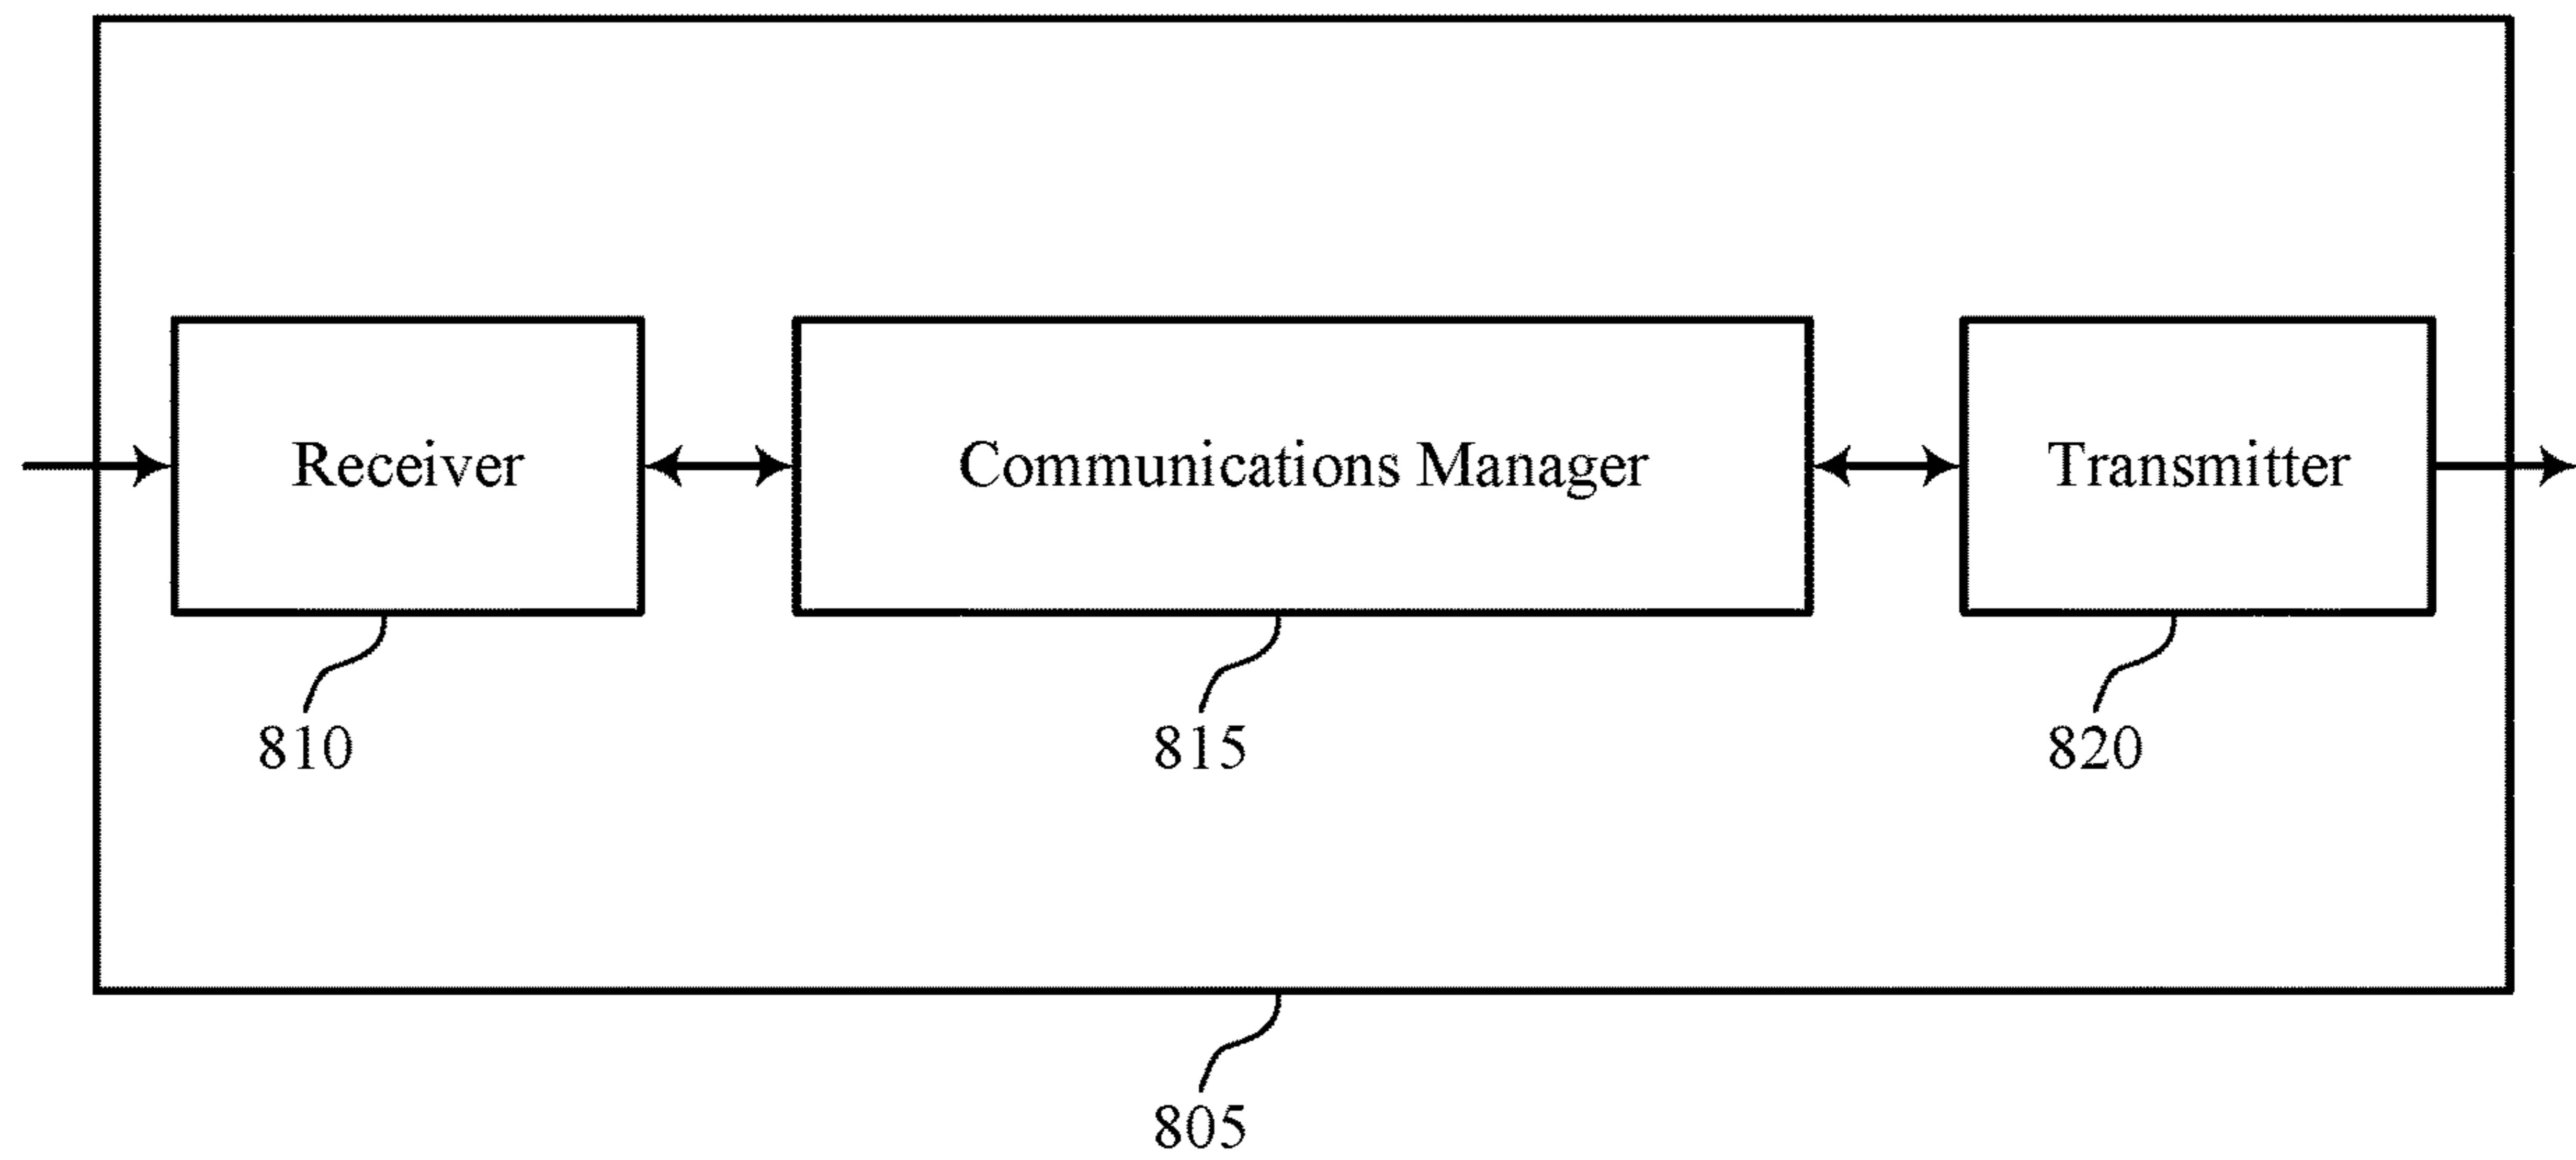 Receiver
Communications Manager
Transmitter
810
815
820
805